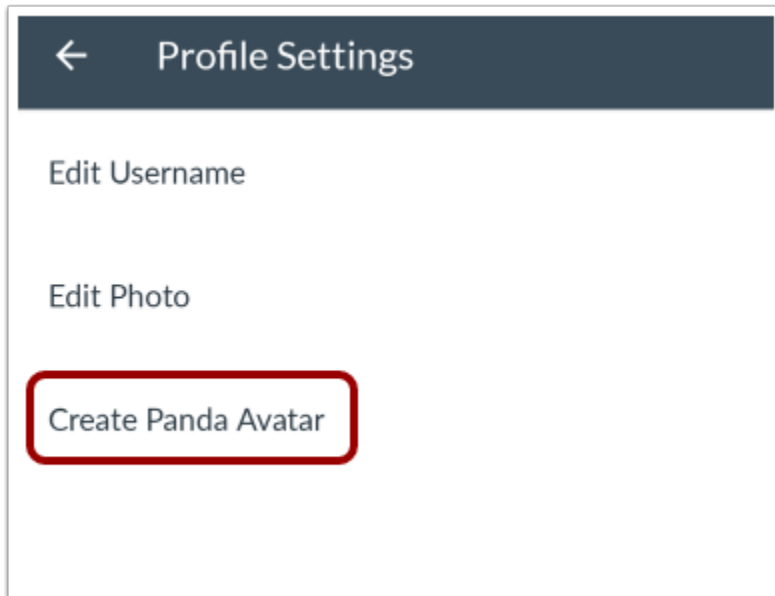 Profile Settings
Edit Username
Edit Photo
Create Panda Avatar